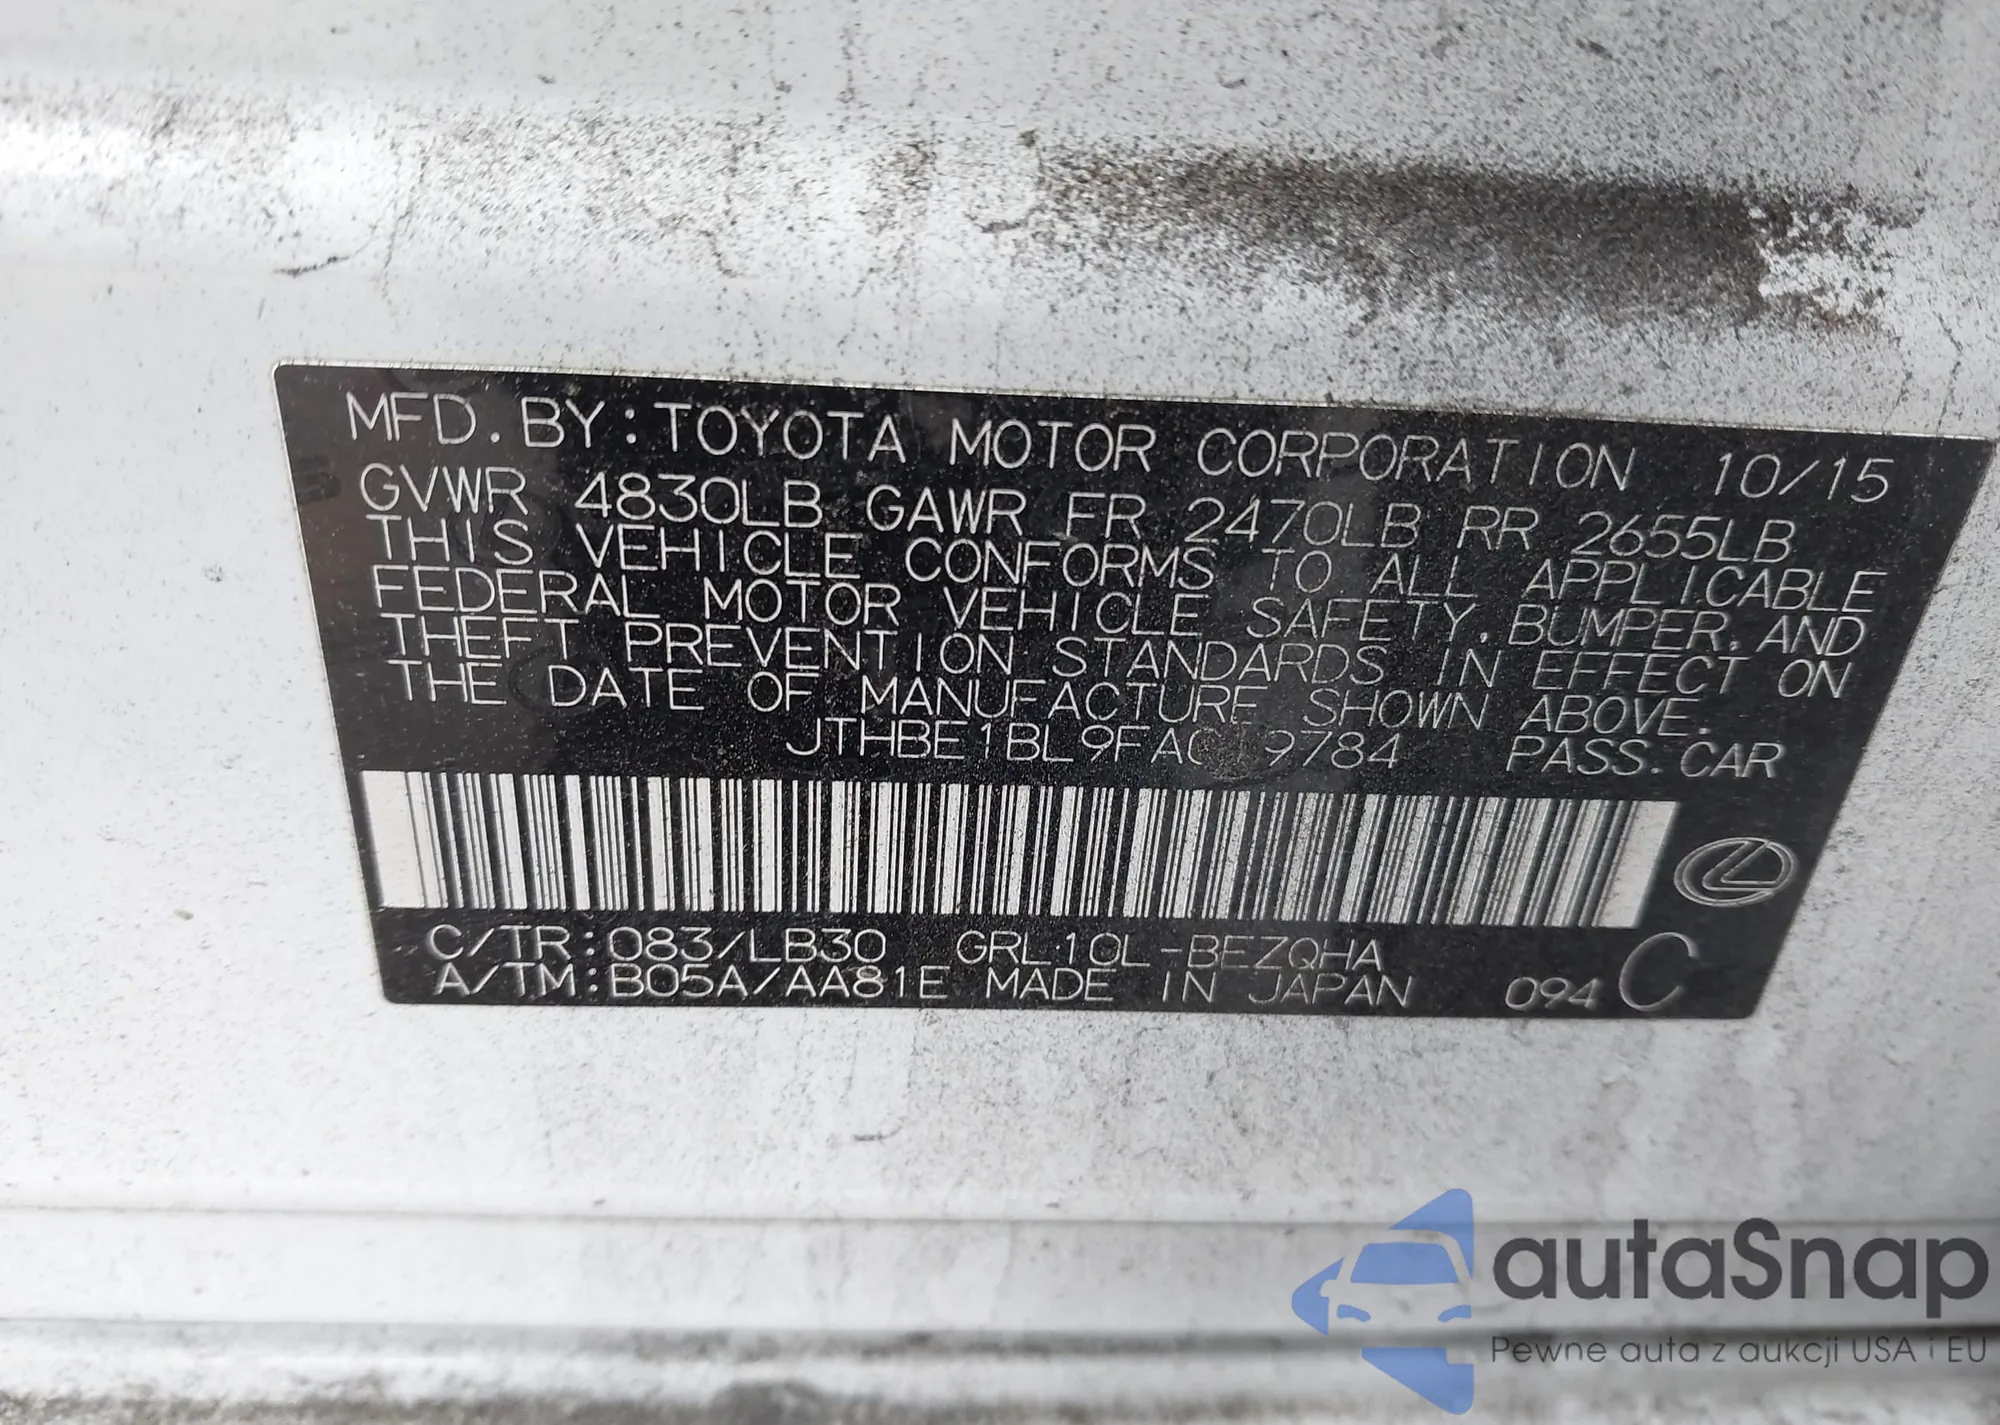 MFD. BY: TOYOTA MOTOR CORPORATION 10/15
GVWR 4830LB GAWR FR 2470LB RR 2655LB
THIS VEHICLE CONFORMS TO ALL APPLICABLE
FEDERAL MOTOR VEHICLE SAFETY, BUMPER, AND
THEFT PREVENTION STANDARDS IN EFFECT ON
THE DATE OF MANUFACTURE SHOWN ABOVE.
PASS. CAR
C/TR: 083/LB30 GRL10L-BEZQHA
A/TM: B05A/AA81E MADE IN JAPAN 094 C
autaSnap
Pewne auta z aukcji USA i EU